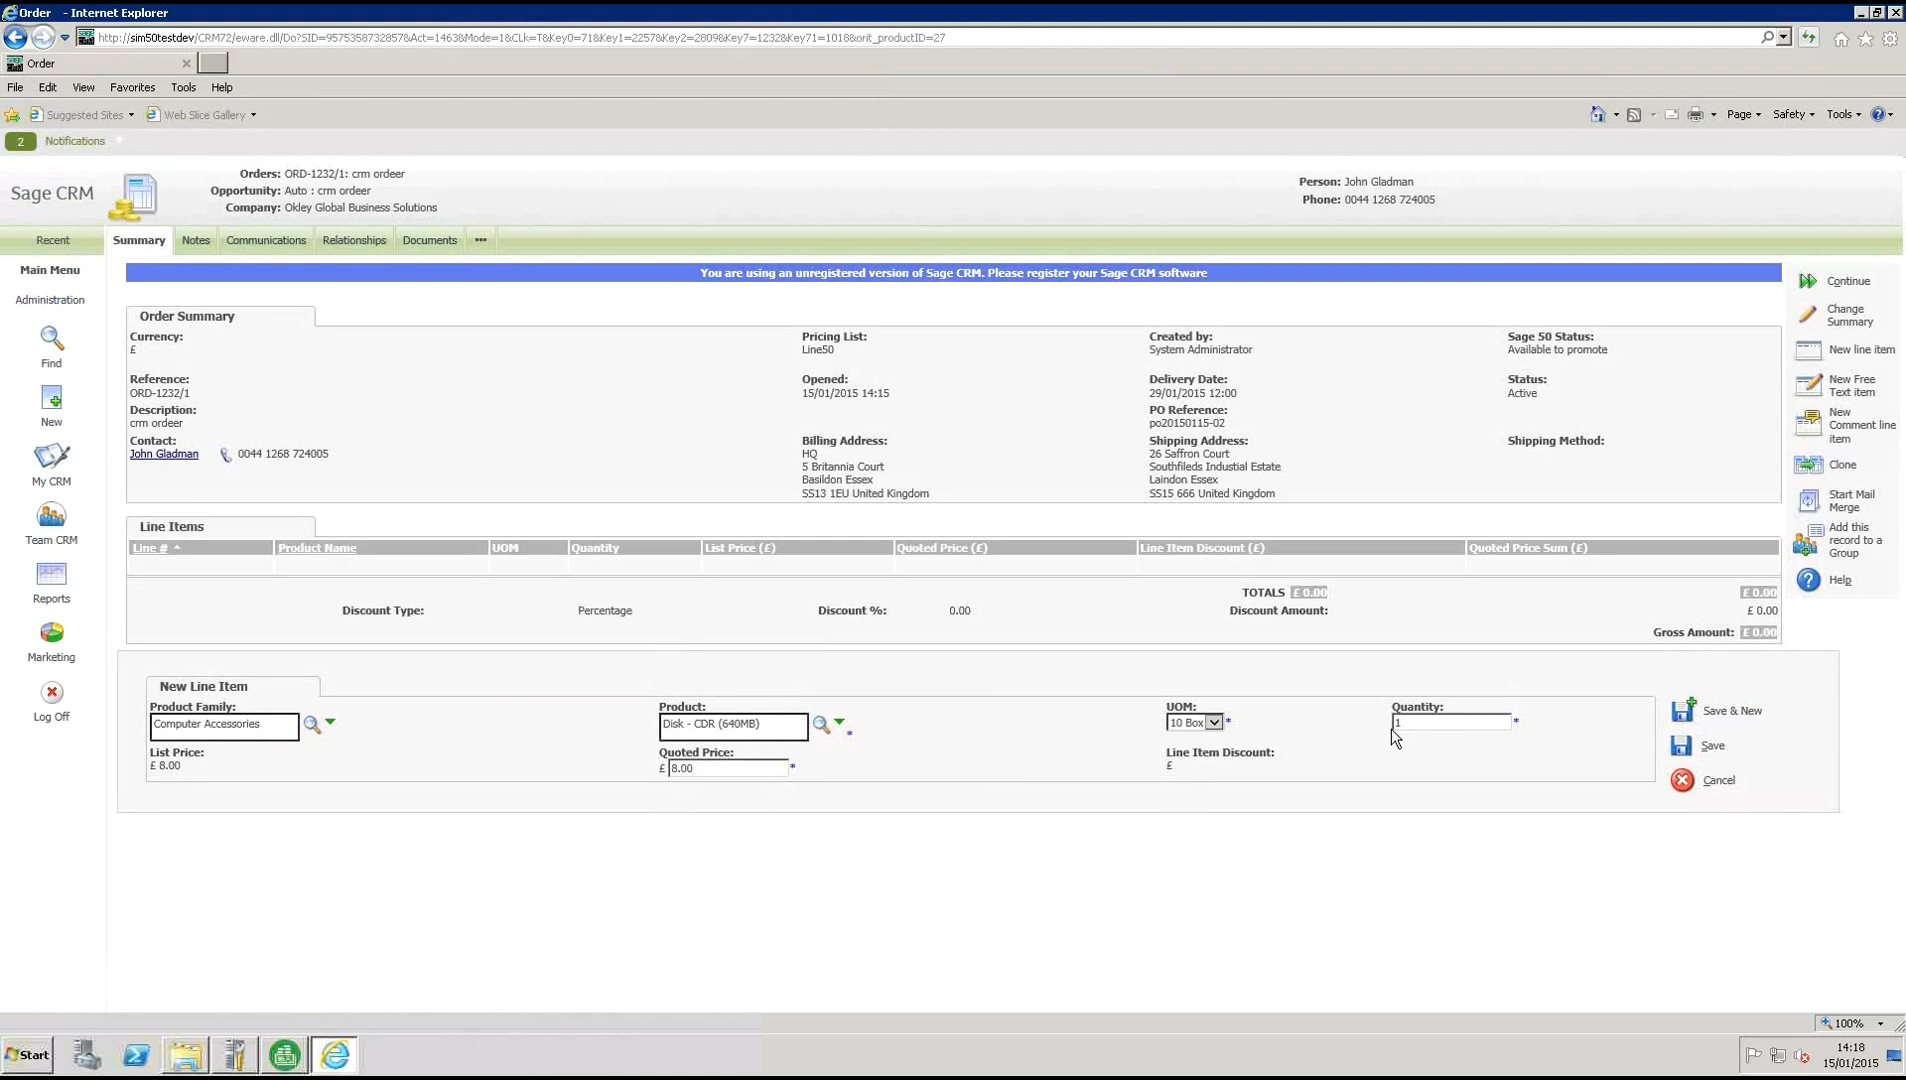 Order - Internet Explorer
http://sim50testdev/CRM72/eware.dll/Do?SID=95753587328578&Act=1463&Mode=1&CLk=T&Key0=71&Key1=2257&Key2=2809&Key7=1232&Key71=1018&orit_productID=27
Order
File Edit View Favorites Tools Help
Suggested Sites Web Slice Gallery
Page Safety Tools
2 Notifications
Sage CRM
Orders: ORD-1232/1: crm ordeer
Opportunity: Auto : crm ordeer
Company: Okley Global Business Solutions
Person: John Gladman
Phone: 0044 1268 724005
Recent Summary Notes Communications Relationships Documents •••
Main Menu
Administration
Find
New
My CRM
Team CRM
Reports
Marketing
Log Off
You are using an unregistered version of Sage CRM. Please register your Sage CRM software
Order Summary
Currency: Pricing List: Created by: Sage 50 Status:
£ Line50 System Administrator Available to promote
Reference: Opened: Delivery Date: Status:
ORD-1232/1 15/01/2015 14:15 29/01/2015 12:00 Active
Description: PO Reference:
crm ordeer po20150115-02
Contact: Billing Address: Shipping Address: Shipping Method:
John Gladman 0044 1268 724005 HQ 26 Saffron Court
5 Britannia Court Southfileds Industial Estate
Basildon Essex Laindon Essex
SS13 1EU United Kingdom SS15 666 United Kingdom
Continue
Change
Summary
New line item
New Free
Text item
New
Comment line
item
Clone
Start Mail
Merge
Add this
record to a
Group
Help
Line Items
Line # Product Name UOM Quantity List Price (£) Quoted Price (£) Line Item Discount (£) Quoted Price Sum (£)
TOTALS £ 0.00 £ 0.00
Discount Type: Percentage Discount %: 0.00 Discount Amount: £ 0.00
Gross Amount: £ 0.00
New Line Item
Product Family: Product: UOM: Quantity:
Computer Accessories Disk - CDR (640MB) * 10 Box * 1 *
List Price: Quoted Price: Line Item Discount:
£ 8.00 £ 8.00 * £
Save & New
Save
Cancel
100%
Start
14:18
15/01/2015